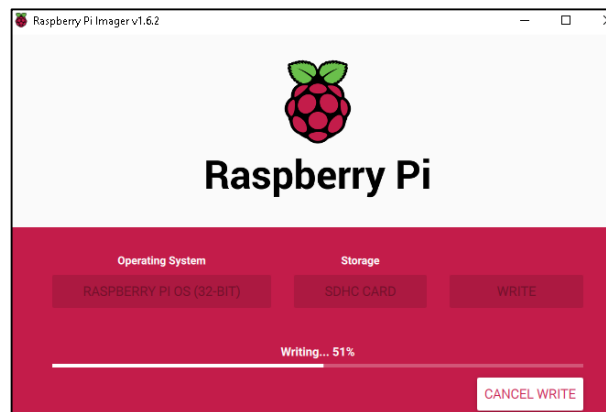 Raspberry Pi Imager v1.6.2
Raspberry Pi
Operating System Storage
RASPBERRY PI OS (32-BIT) SDHC CARD WRITE
Writing... 51%
CANCEL WRITE